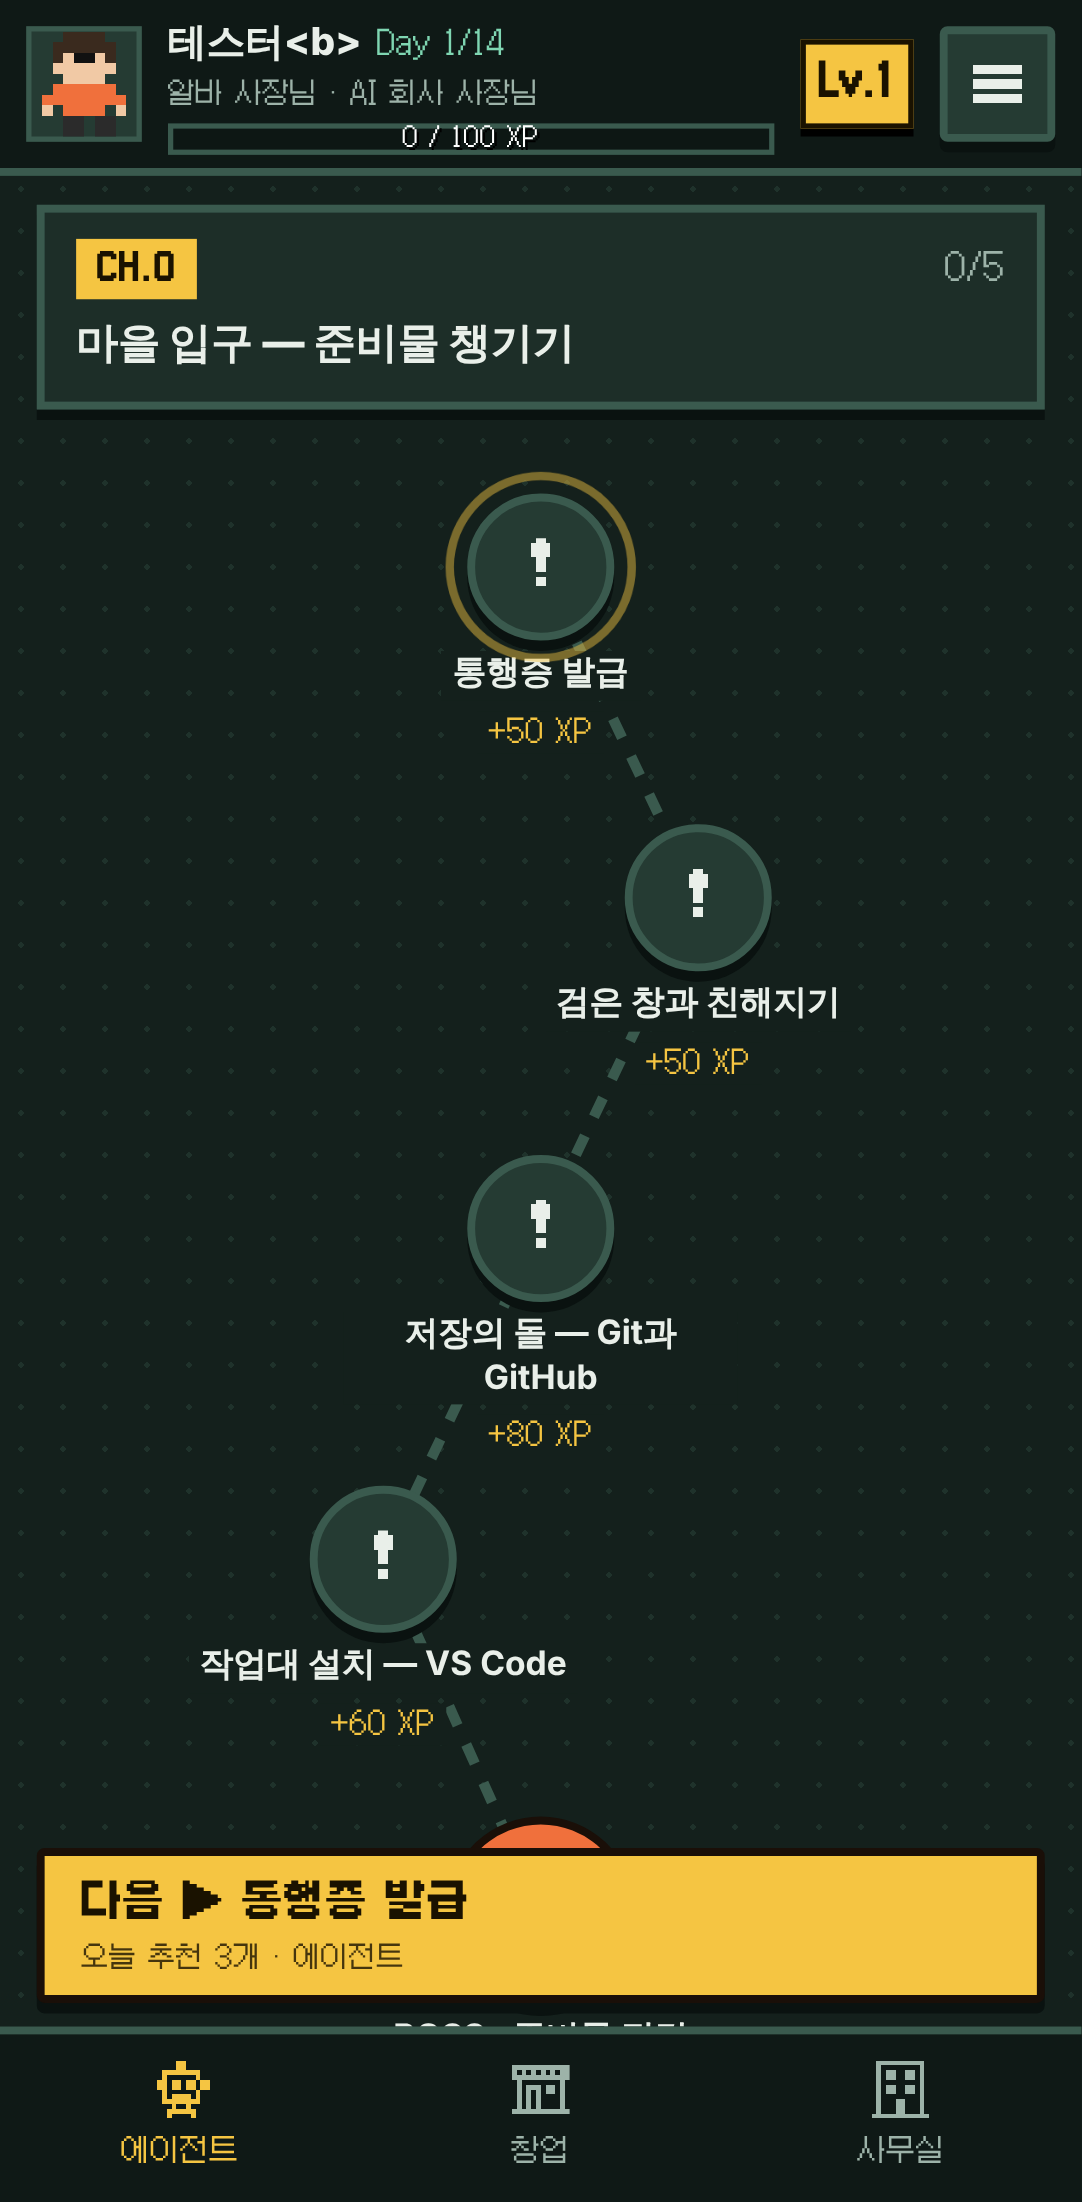 테스터<b> Day 1/14
알바 사장님 · AI 회사 사장님
0 / 100 XP
Lv.1
CH.0
0/5
마을 입구 — 준비물 챙기기
통행증 발급
+50 XP
검은 창과 친해지기
+50 XP
저장의 돌 — Git과
GitHub
+80 XP
작업대 설치 — VS Code
+60 XP
다음 ▶ 통행증 발급
오늘 추천 3개 · 에이전트
에이전트
창업
사무실